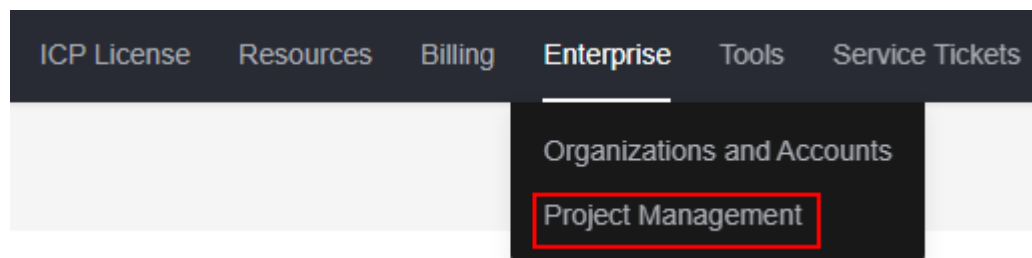 ICP License Resources Billing Enterprise Tools Service Tickets
Organizations and Accounts
Project Management